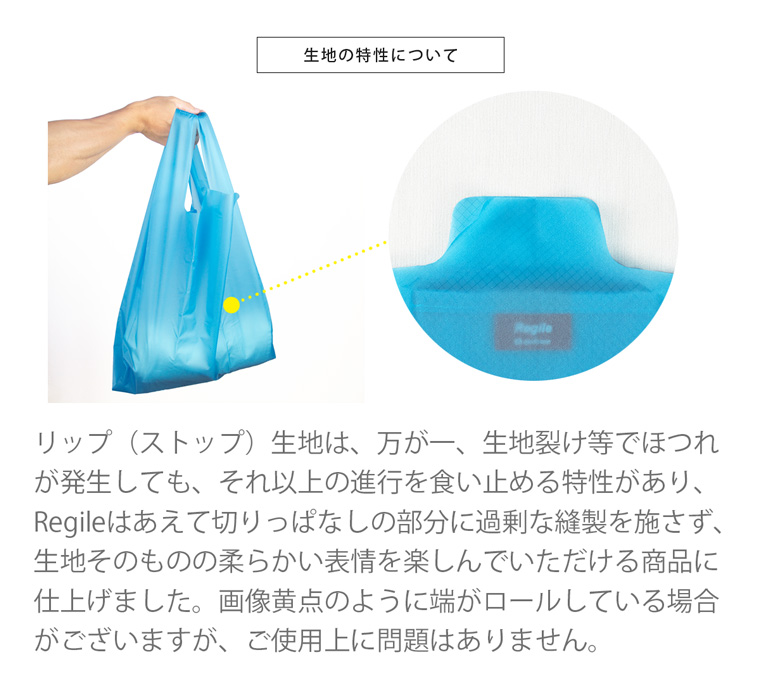 生地の特性について
Regile
リップ（ストップ）生地は、万が一、生地裂け等でほつれ
が発生しても、それ以上の進行を食い止める特性があり、
Regileはあえて切りっぱなしの部分に過剰な縫製を施さず、
生地そのものの柔らかい表情を楽しんでいただける商品に
仕上げました。画像黄点のように端がロールしている場合
がございますが、ご使用上に問題はありません。